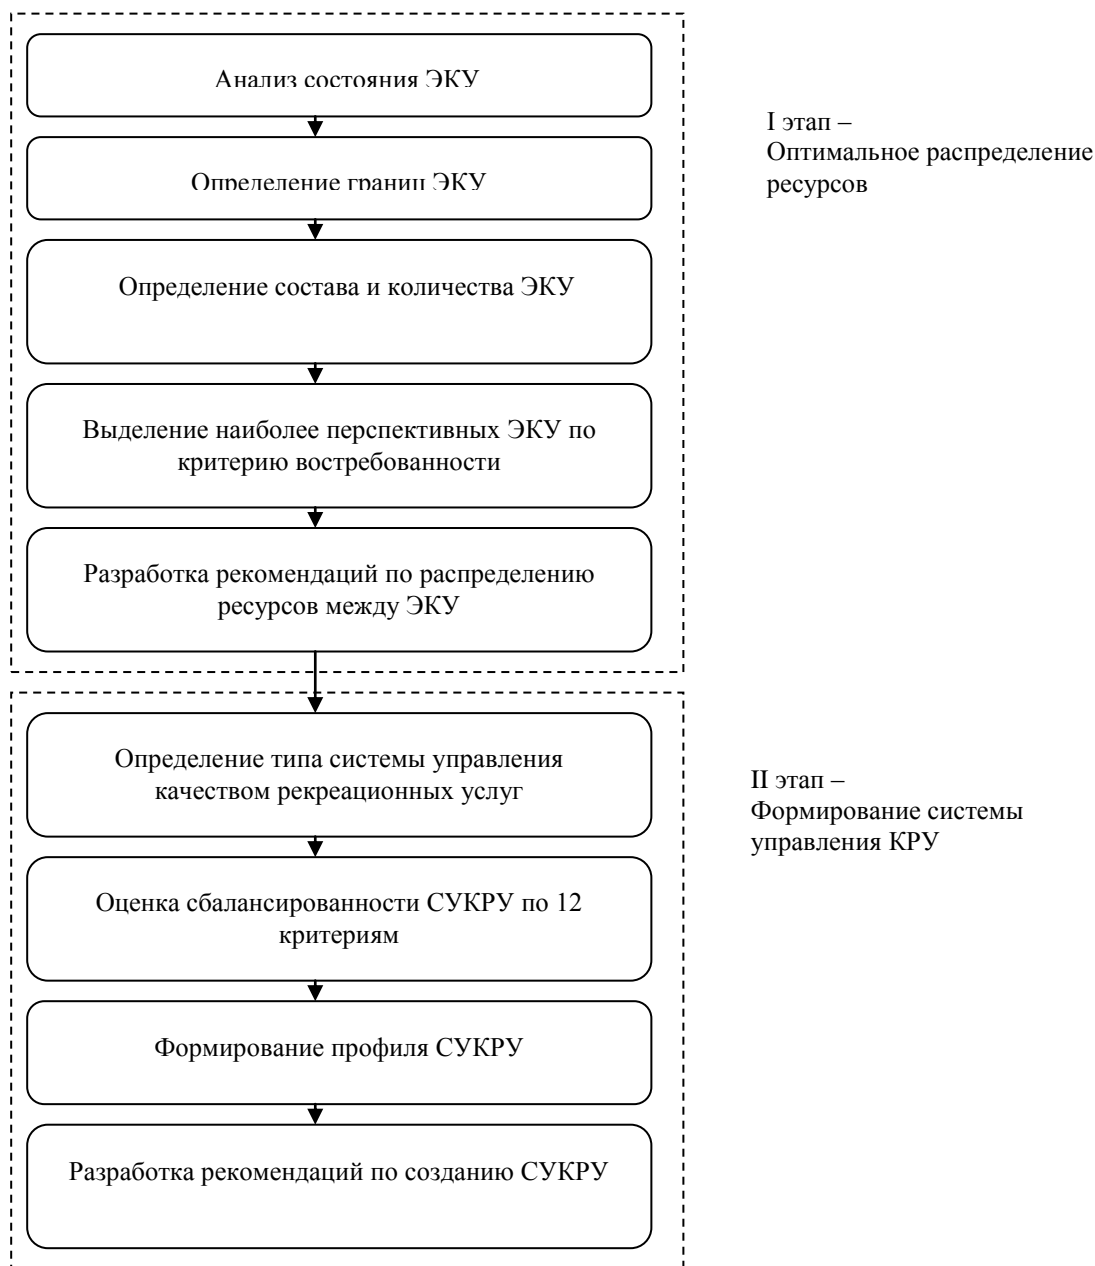 Анализ состояния ЭКУ
I этап –
Оптимальное распределение
ресурсов
Определение границ ЭКУ
Определение состава и количества ЭКУ
Выделение наиболее перспективных ЭКУ по
критерию востребованности
Разработка рекомендаций по распределению
ресурсов между ЭКУ
Определение типа системы управления
качеством рекреационных услуг
II этап –
Формирование системы
управления КРУ
Оценка сбалансированности СУКРУ по 12
критериям
Формирование профиля СУКРУ
Разработка рекомендаций по созданию СУКРУ